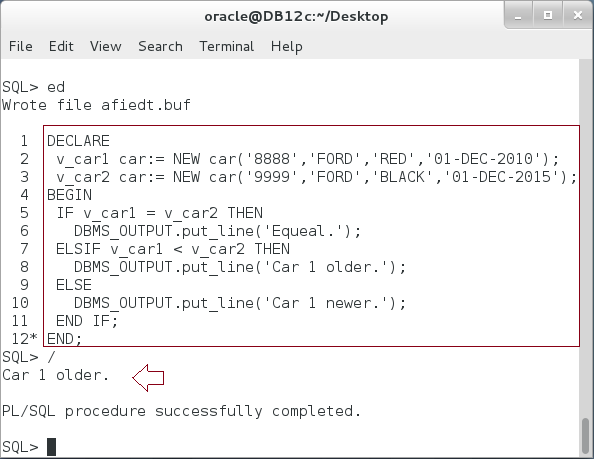 oracle@DB12c:~/Desktop
File Edit View Search Terminal Help
SQL> ed
Wrote file afiedt.buf
1 DECLARE
2 v_car1 car:= NEW car('8888','FORD','RED','01-DEC-2010');
3 v_car2 car:= NEW car('9999','FORD','BLACK','01-DEC-2015');
4 BEGIN
5 IF v_car1 = v_car2 THEN
6 DBMS_OUTPUT.put_line('Equeal.');
7 ELSIF v_car1 < v_car2 THEN
8 DBMS_OUTPUT.put_line('Car 1 older.');
9 ELSE
10 DBMS_OUTPUT.put_line('Car 1 newer.');
11 END IF;
12* END;
SQL> /
Car 1 older.
PL/SQL procedure successfully completed.
SQL>